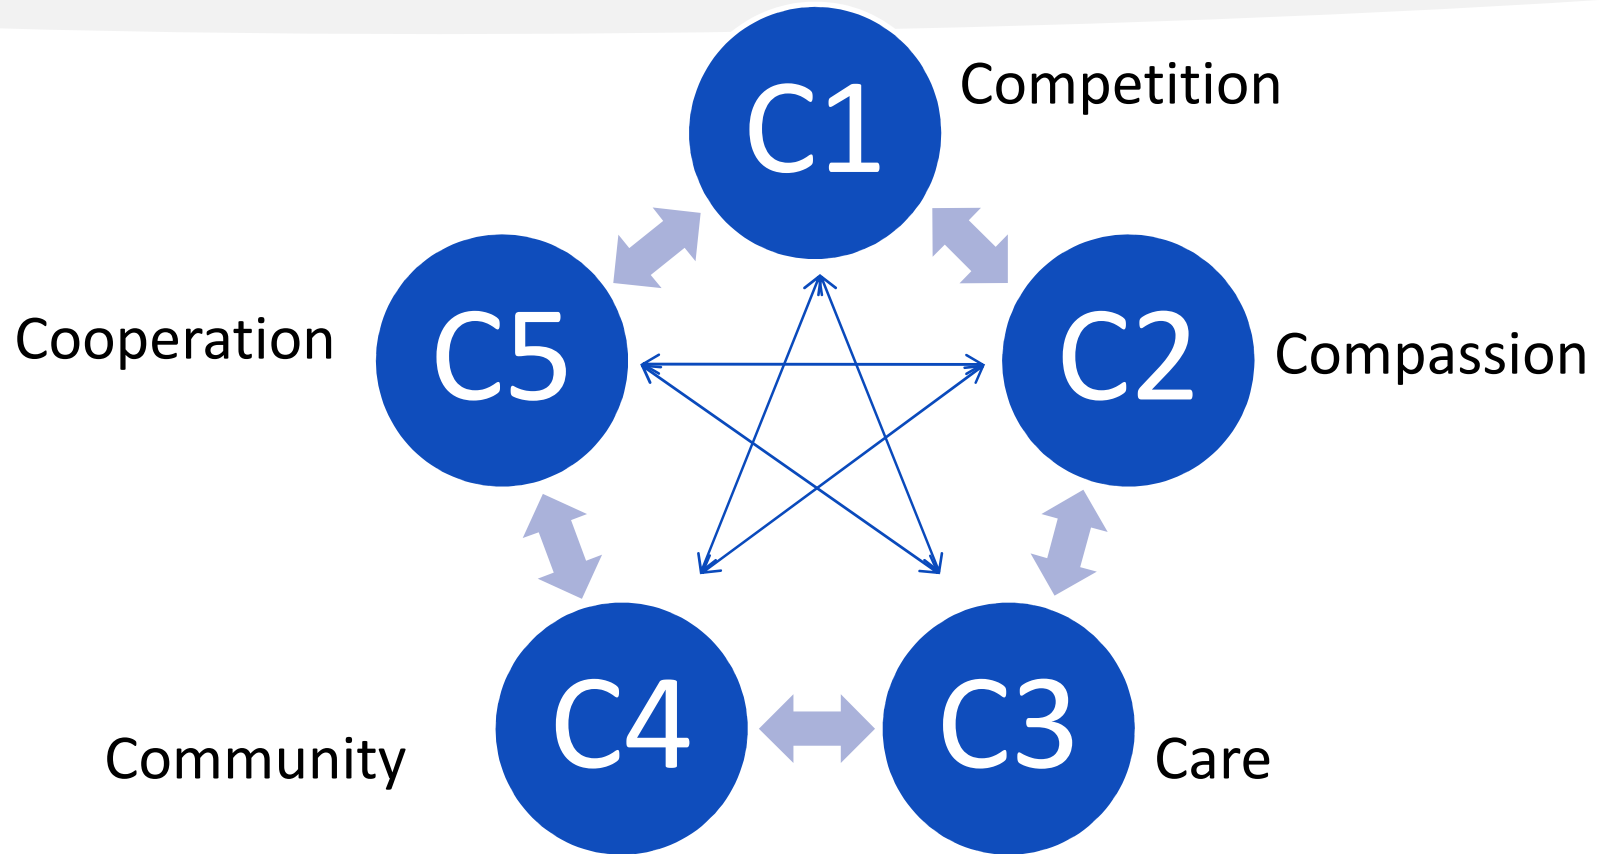 C1
Competition
C2
Compassion
C3
Care
C4
Community
C5
Cooperation